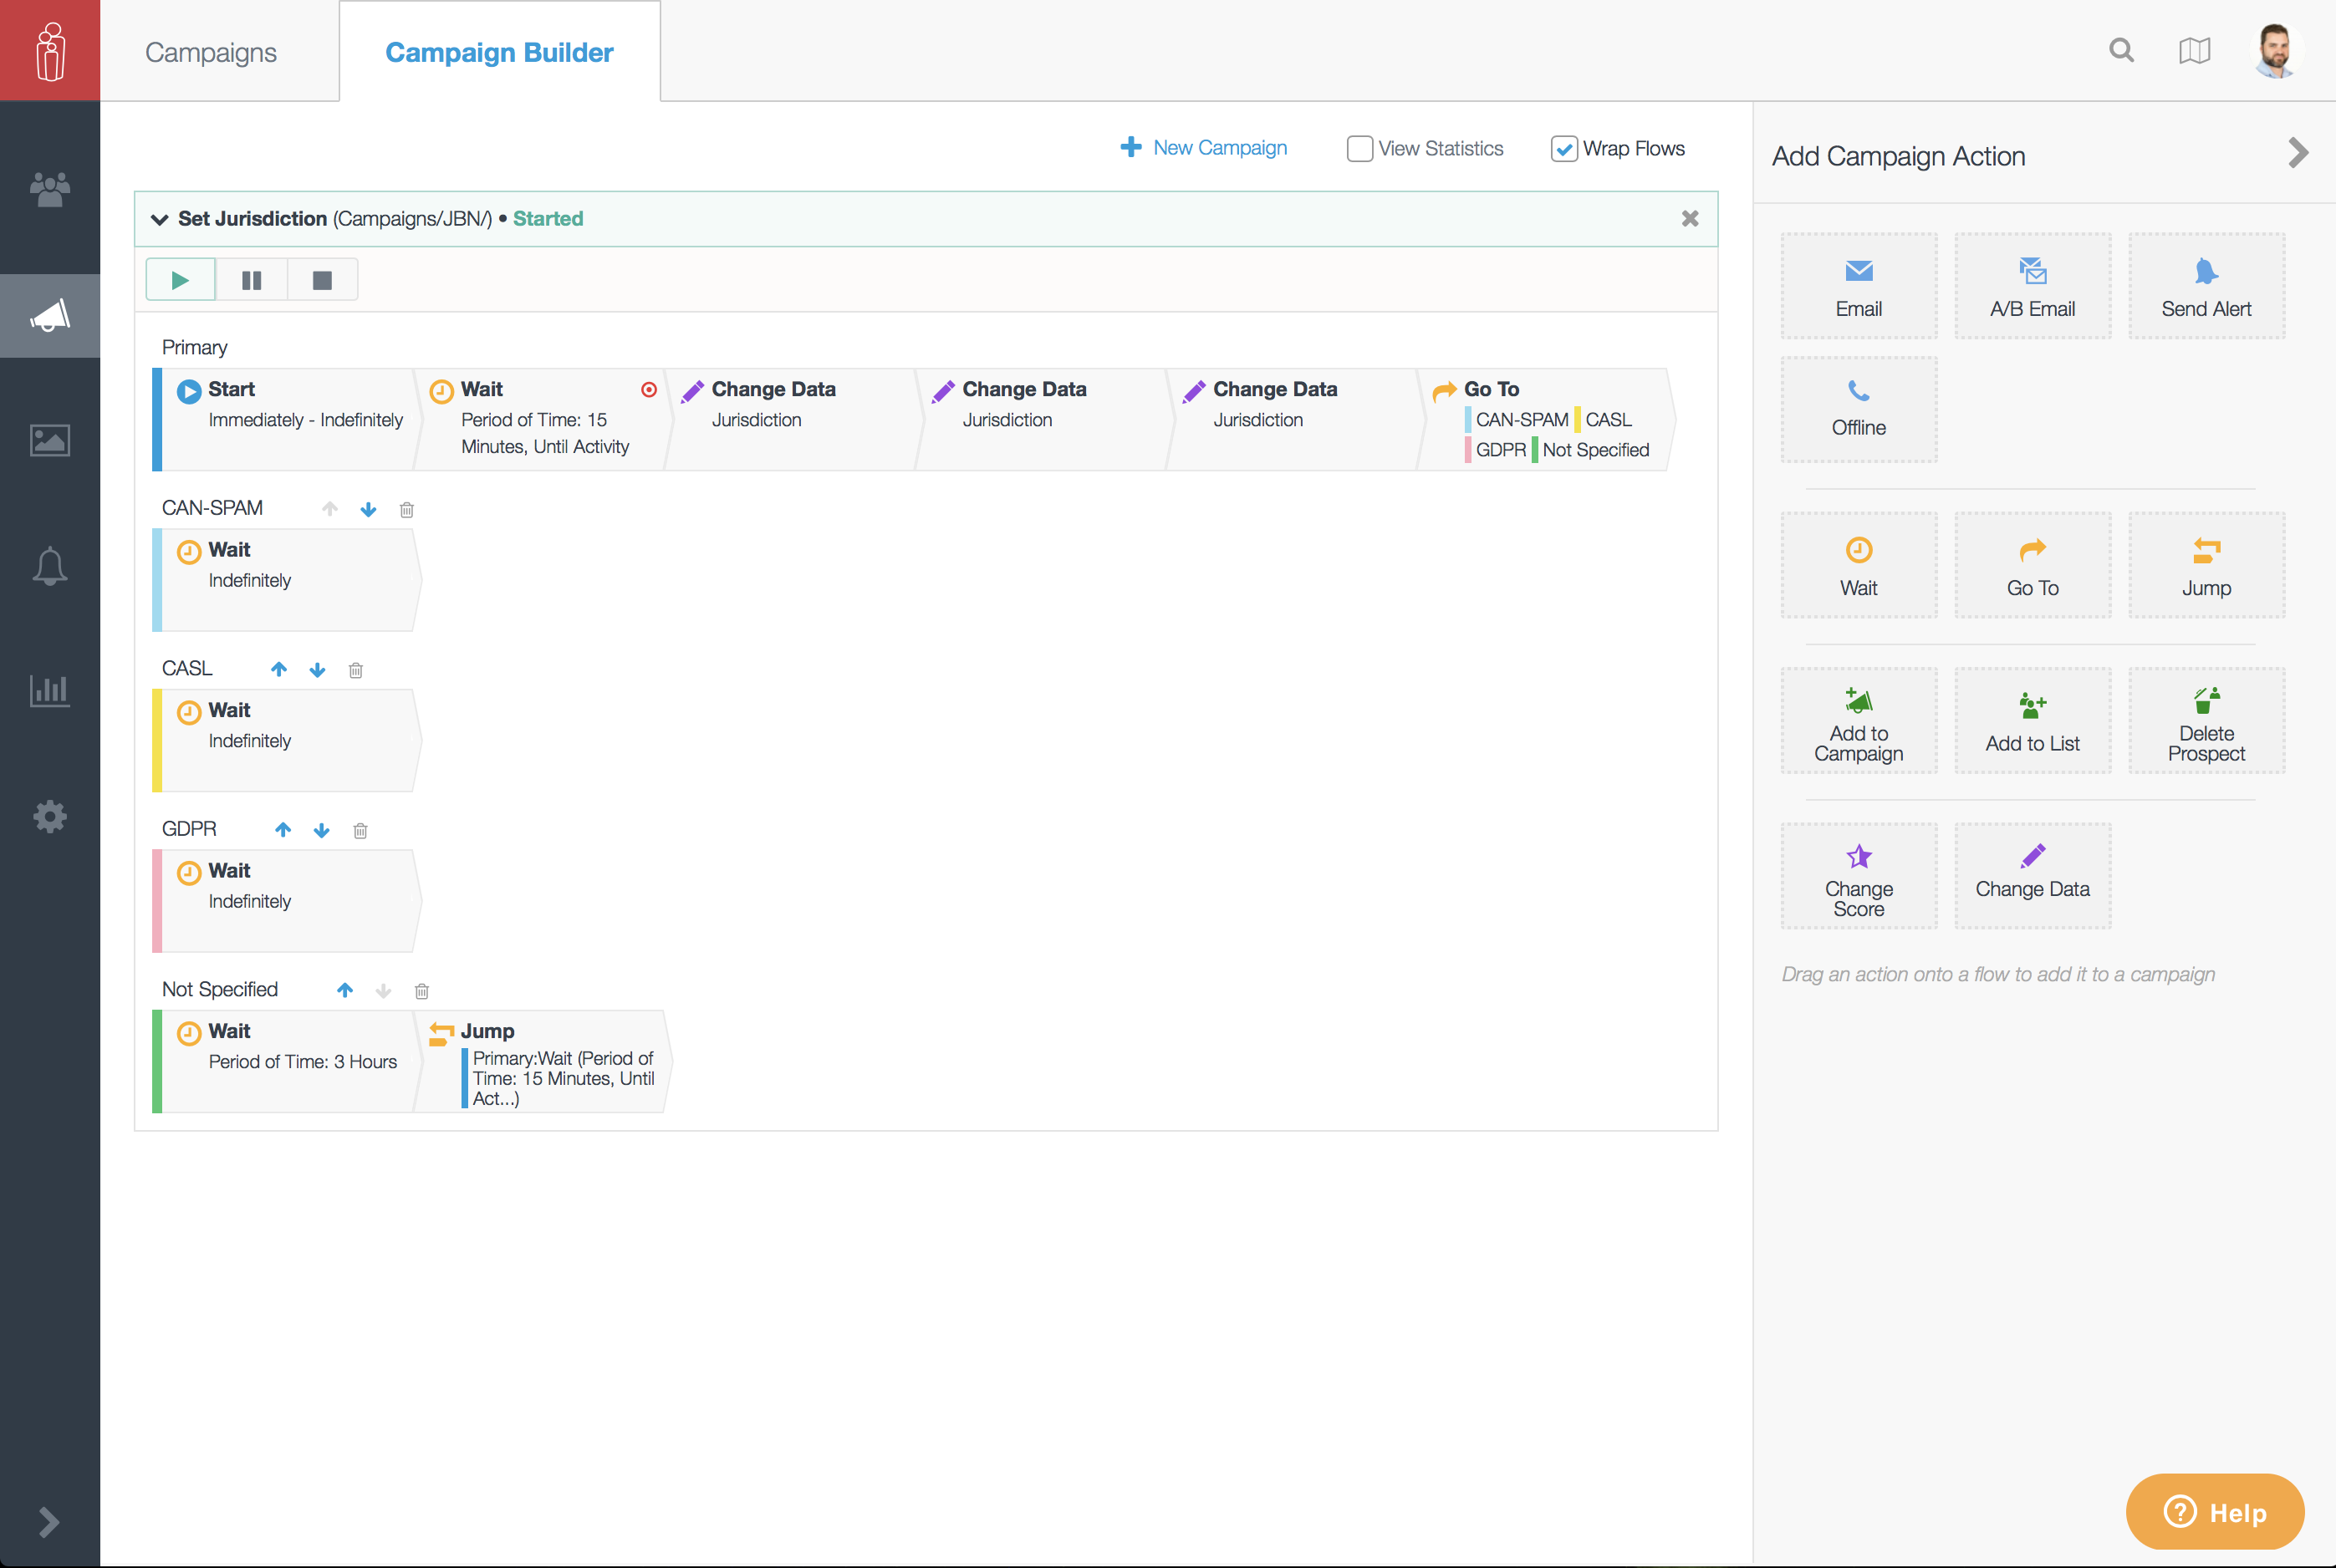 Campaigns
Campaign Builder
New Campaign
View Statistics
Wrap Flows
Set Jurisdiction (Campaigns/JBN/) • Started
Primary
Start
Immediately - Indefinitely
Wait
Period of Time: 15
Minutes, Until Activity
Change Data
Jurisdiction
Change Data
Jurisdiction
Change Data
Jurisdiction
Go To
CAN-SPAM CASL
GDPR Not Specified
CAN-SPAM
Wait
Indefinitely
CASL
Wait
Indefinitely
GDPR
Wait
Indefinitely
Not Specified
Wait
Period of Time: 3 Hours
Jump
Primary:Wait (Period of
Time: 15 Minutes, Until
Act...)
Add Campaign Action
Email
A/B Email
Send Alert
Offline
Wait
Go To
Jump
Add to
Campaign
Add to List
Delete
Prospect
Change
Score
Change Data
Drag an action onto a flow to add it to a campaign
? Help